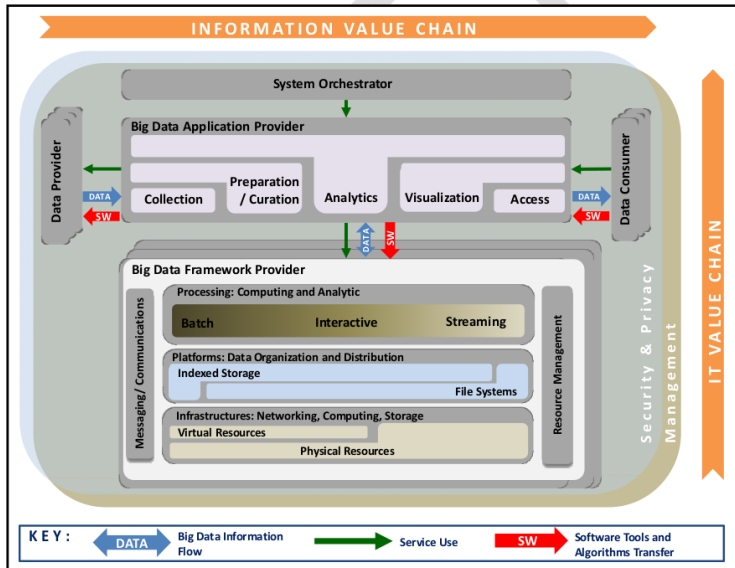 INFORMATION VALUE CHAIN
System Orchestrator
Big Data Application Provider
Collection
Preparation
/ Curation
Analytics
Visualization
Access
Data Provider
DATA
SW
Data Consumer
DATA
SW
DATA
SW
Big Data Framework Provider
Messaging/ Communications
Processing: Computing and Analytic
Batch
Interactive
Streaming
Platforms: Data Organization and Distribution
Indexed Storage
File Systems
Infrastructures: Networking, Computing, Storage
Virtual Resources
Physical Resources
Resource Management
Security & Privacy
Management
IT VALUE CHAIN
KEY:
DATA
Big Data Information
Flow
Service Use
SW
Software Tools and
Algorithms Transfer